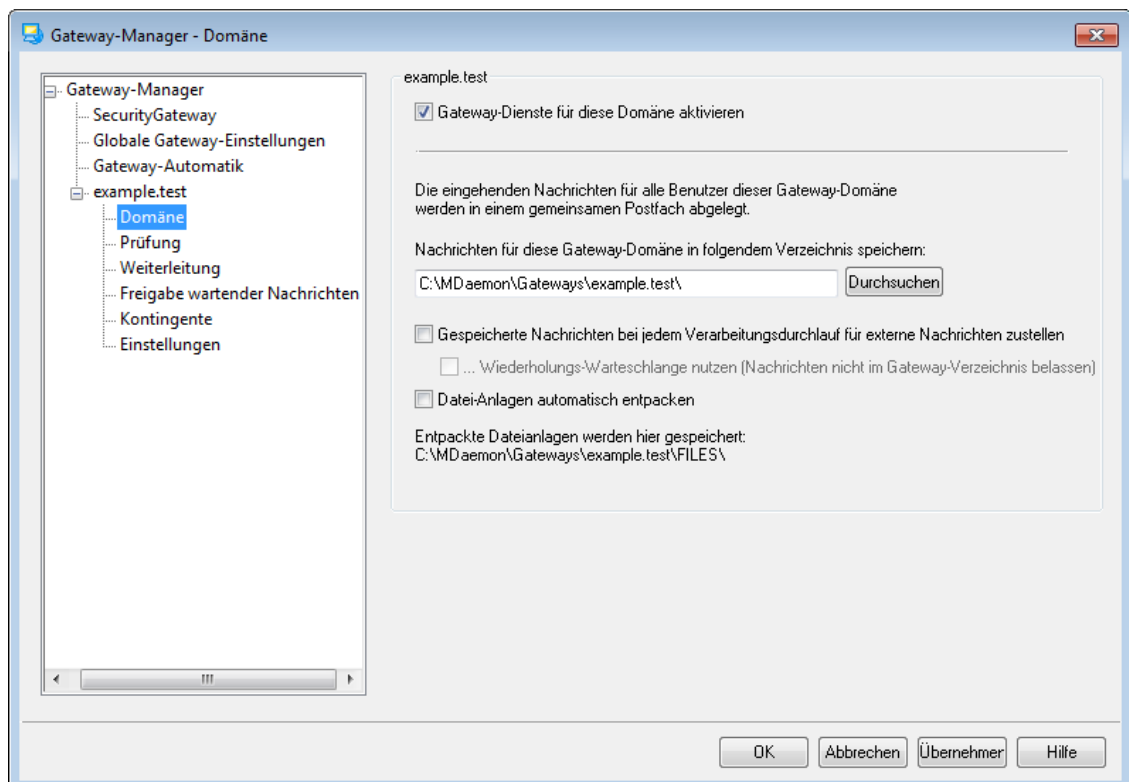 Gateway-Manager - Domäne
Gateway-Manager
SecurityGateway
Globale Gateway-Einstellungen
Gateway-Automatik
example.test
Domäne
Prüfung
Weiterleitung
Freigabe wartender Nachrichten
Kontingente
Einstellungen
example.test
Gateway-Dienste für diese Domäne aktivieren
Die eingehenden Nachrichten für alle Benutzer dieser Gateway-Domäne
werden in einem gemeinsamen Postfach abgelegt.
Nachrichten für diese Gateway-Domäne in folgendem Verzeichnis speichern:
C:\MDaemon\Gateways\example.test\
Durchsuchen
Gespeicherte Nachrichten bei jedem Verarbeitungsdurchlauf für externe Nachrichten zustellen
... Wiederholungs-Warteschlange nutzen (Nachrichten nicht im Gateway-Verzeichnis belassen)
Datei-Anlagen automatisch entpacken
Entpackte Dateianlagen werden hier gespeichert:
C:\MDaemon\Gateways\example.test\FILES\
OK
Abbrechen
Übernehmer
Hilfe